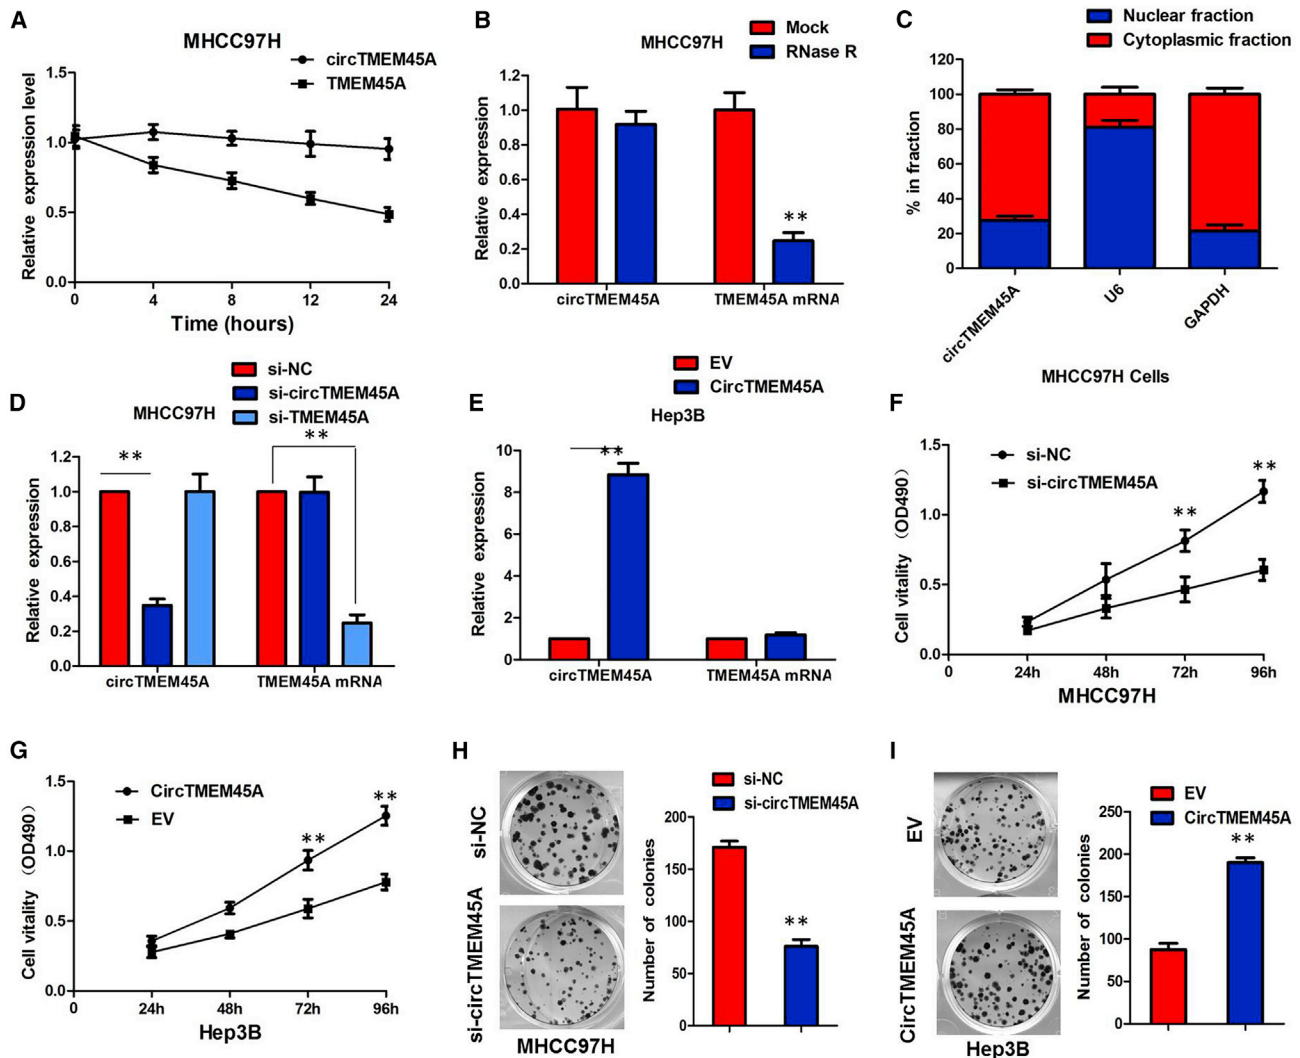 A
MHCC97H
circTMEM45A
TMEM45A
Relative expression level
1.5
1.0
0.5
0.0
0 4 8 12 24
Time (hours)
B
MHCC97H
Mock
RNase R
Relative expression
1.2
1.0
0.8
0.6
0.4
0.2
0.0
**
circTMEM45A TMEM45A mRNA
C
Nuclear fraction
Cytoplasmic fraction
% in fraction
120
100
80
60
40
20
0
circTMEM45A U6 GAPDH
MHCC97H Cells
D
MHCC97H
si-NC
si-circTMEM45A
si-TMEM45A
Relative expression
1.2
1.0
0.8
0.6
0.4
0.2
0.0
** **
circTMEM45A TMEM45A mRNA
E
EV
CircTMEM45A
Hep3B
Relative expression
10
8
6
4
2
0
**
circTMEM45A TMEM45A mRNA
F
si-NC
si-circTMEM45A
Cell vitality (OD490)
1.5
1.0
0.5
0.0
** **
0 24h 48h 72h 96h
MHCC97H
G
CircTMEM45A
EV
Cell vitality (OD490)
1.5
1.0
0.5
0.0
** **
24h 48h 72h 96h
Hep3B
H
si-NC
si-circTMEM45A
MHCC97H
si-NC
si-circTMEM45A
Number of colonies
200
150
100
50
0
**
I
EV
CircTMEM45A
Hep3B
EV
CircTMEM45A
Number of colonies
250
200
150
100
50
0
**